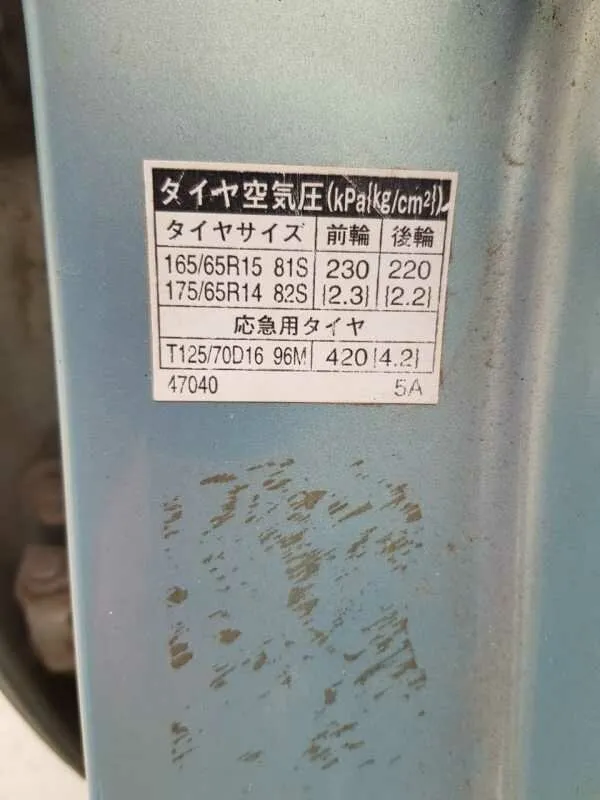 タイヤ空気圧(kPa{kg/cm²})
タイヤサイズ 前輪 後輪
165/65R15 81S 230 220
175/65R14 82S {2.3} {2.2}
応急用タイヤ
T125/70D16 96M 420{4.2}
47040 5A